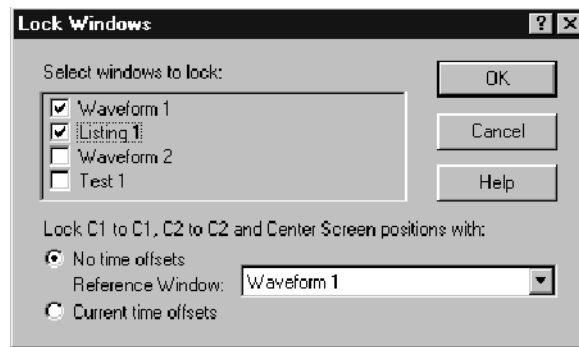 Lock Windows
Select windows to lock:
OK
Waveform 1
Listing 1
Waveform 2
Test 1
Cancel
Help
Lock C1 to C1, C2 to C2 and Center Screen positions with:
No time offsets
Reference Window: Waveform 1
Current time offsets